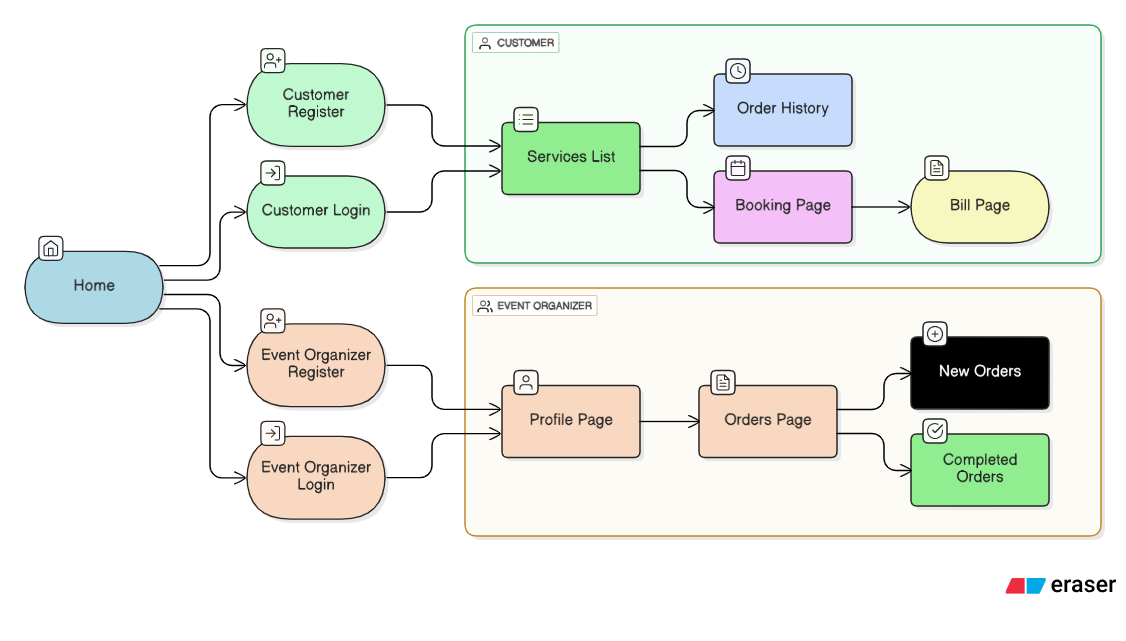 CUSTOMER
Customer
Register
Order History
Services List
Customer Login
Booking Page
Bill Page
Home
EVENT ORGANIZER
Event Organizer
Register
New Orders
Profile Page
Orders Page
Event Organizer
Login
Completed
Orders
eraser